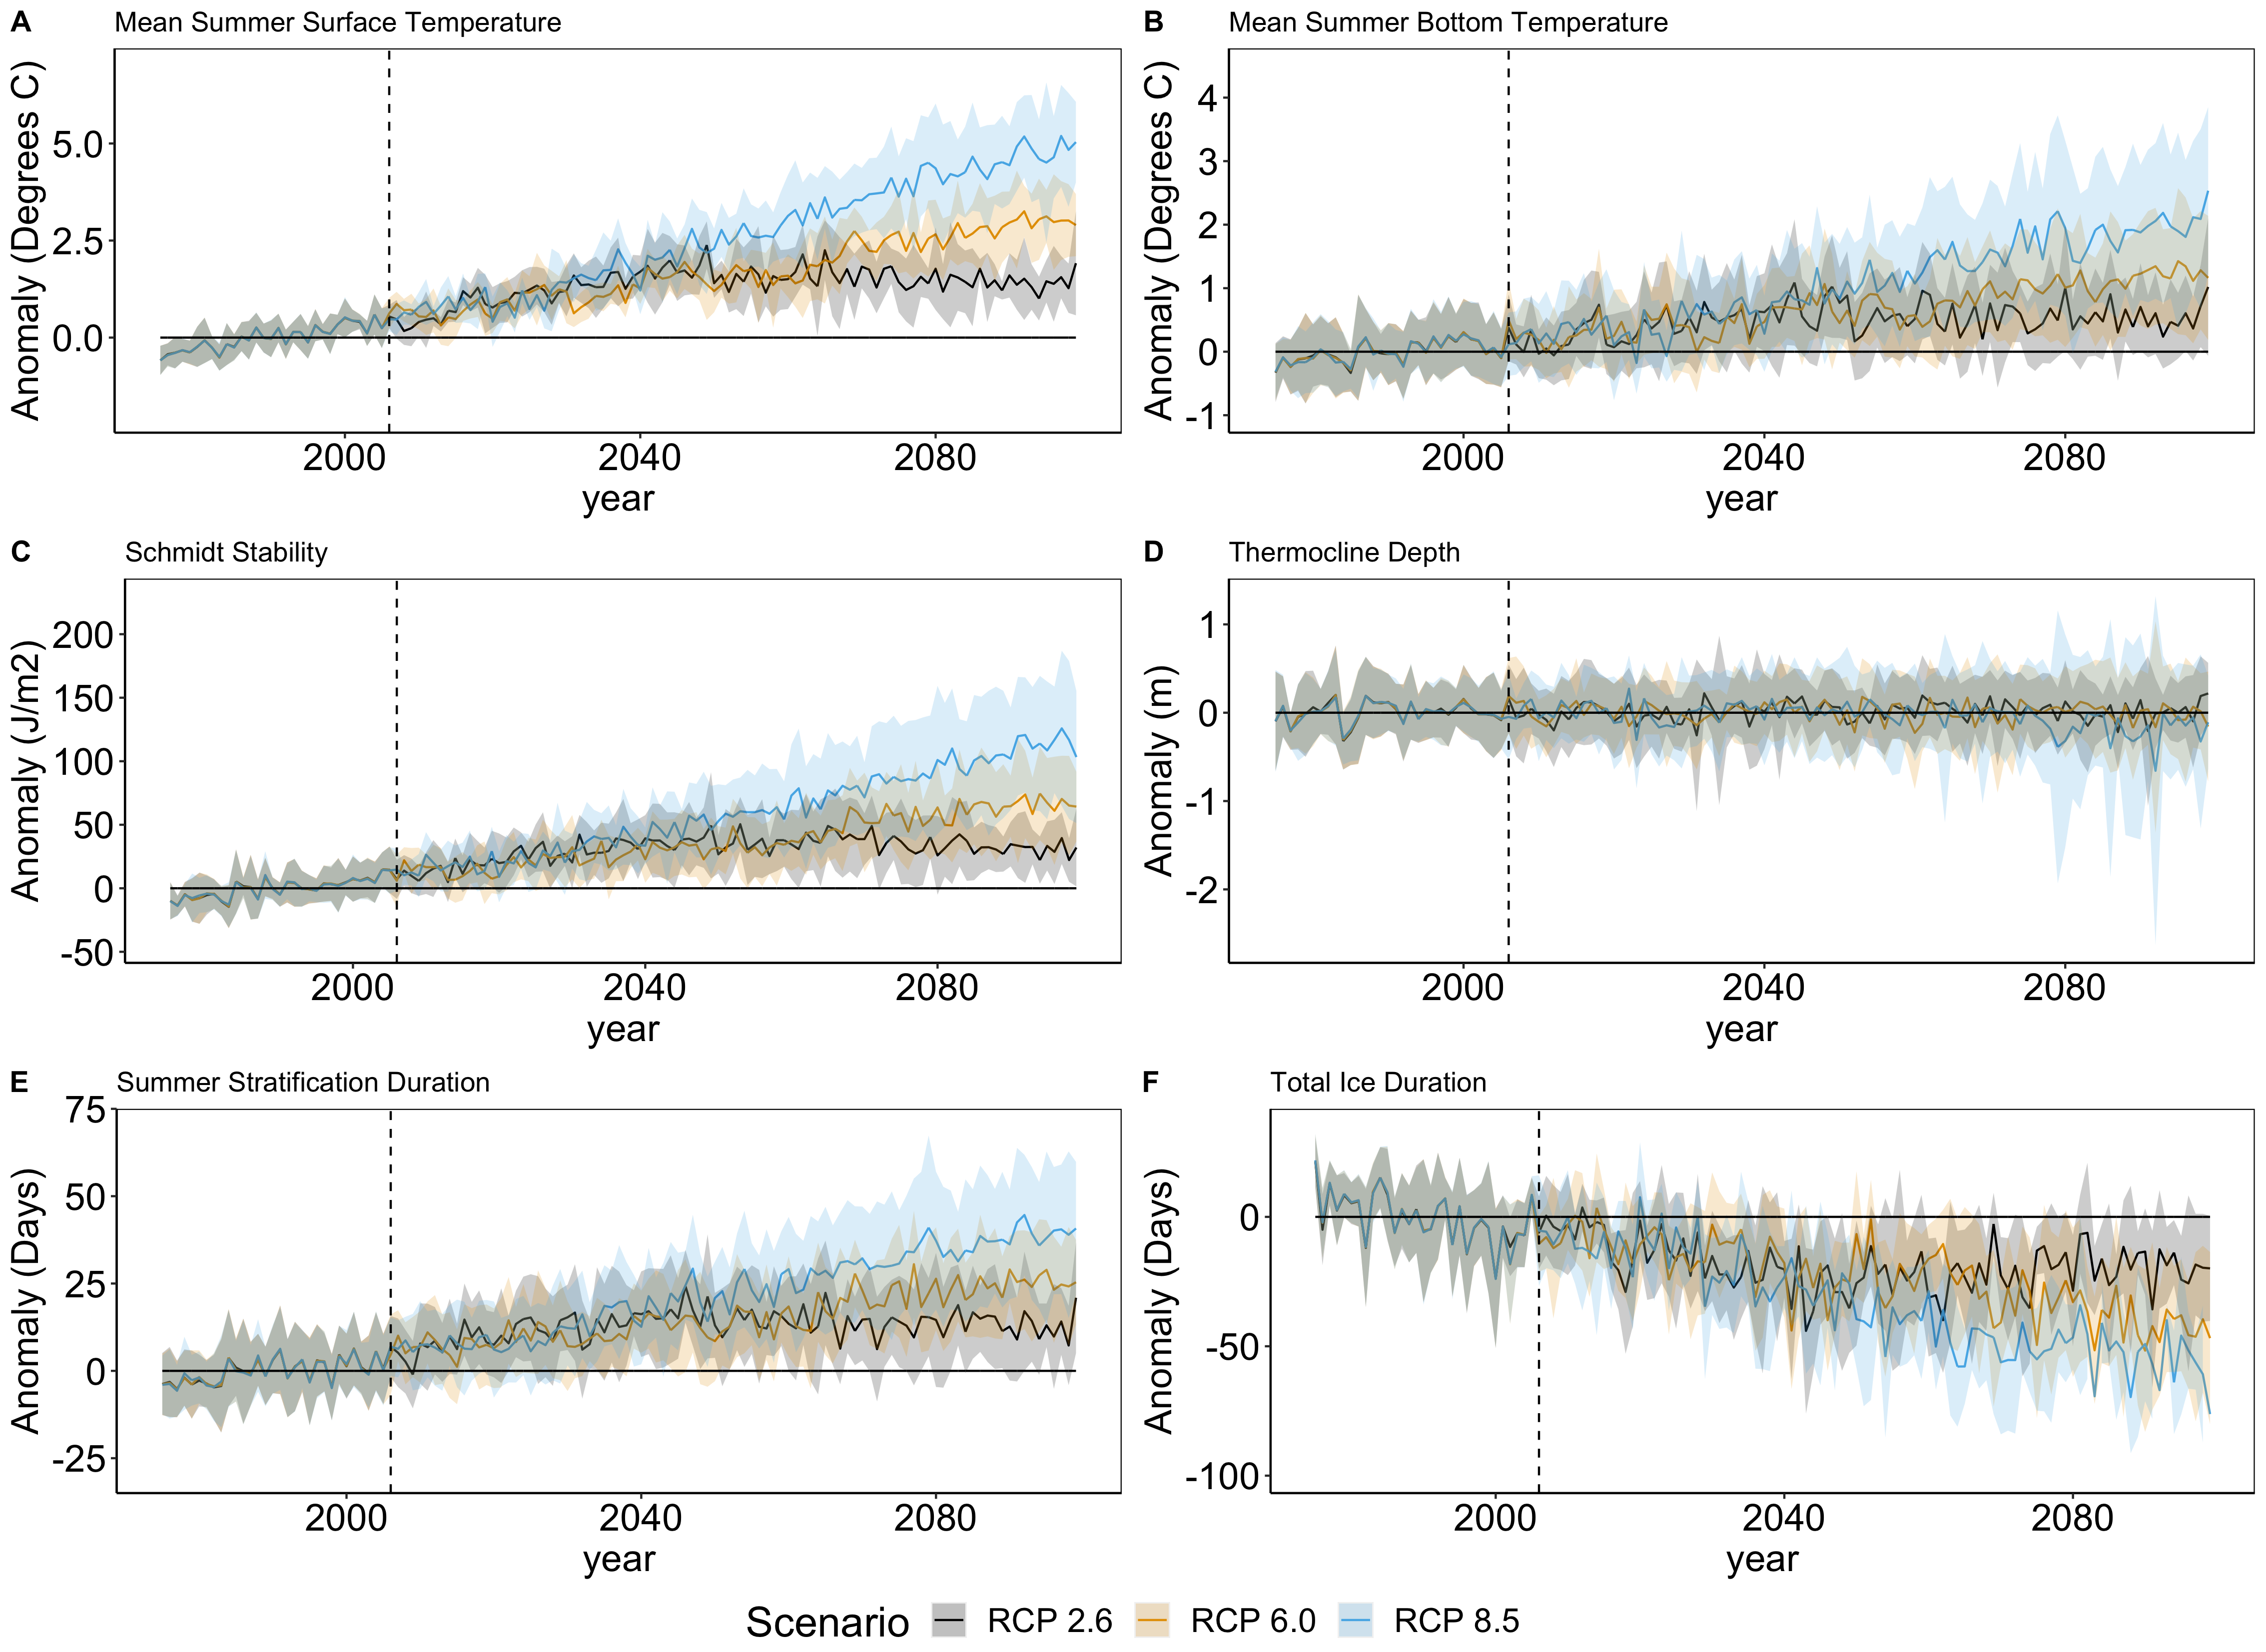 A Mean Summer Surface Temperature
Anomaly (Degrees C)
5.0
2.5
0.0
2000 2040 2080
year
B Mean Summer Bottom Temperature
Anomaly (Degrees C)
4
3
2
1
0
-1
2000 2040 2080
year
C Schmidt Stability
Anomaly (J/m2)
200
150
100
50
0
-50
2000 2040 2080
year
D Thermocline Depth
Anomaly (m)
1
0
-1
-2
2000 2040 2080
year
E Summer Stratification Duration
Anomaly (Days)
75
50
25
0
-25
2000 2040 2080
year
F Total Ice Duration
Anomaly (Days)
0
-50
-100
2000 2040 2080
year
Scenario RCP 2.6 RCP 6.0 RCP 8.5